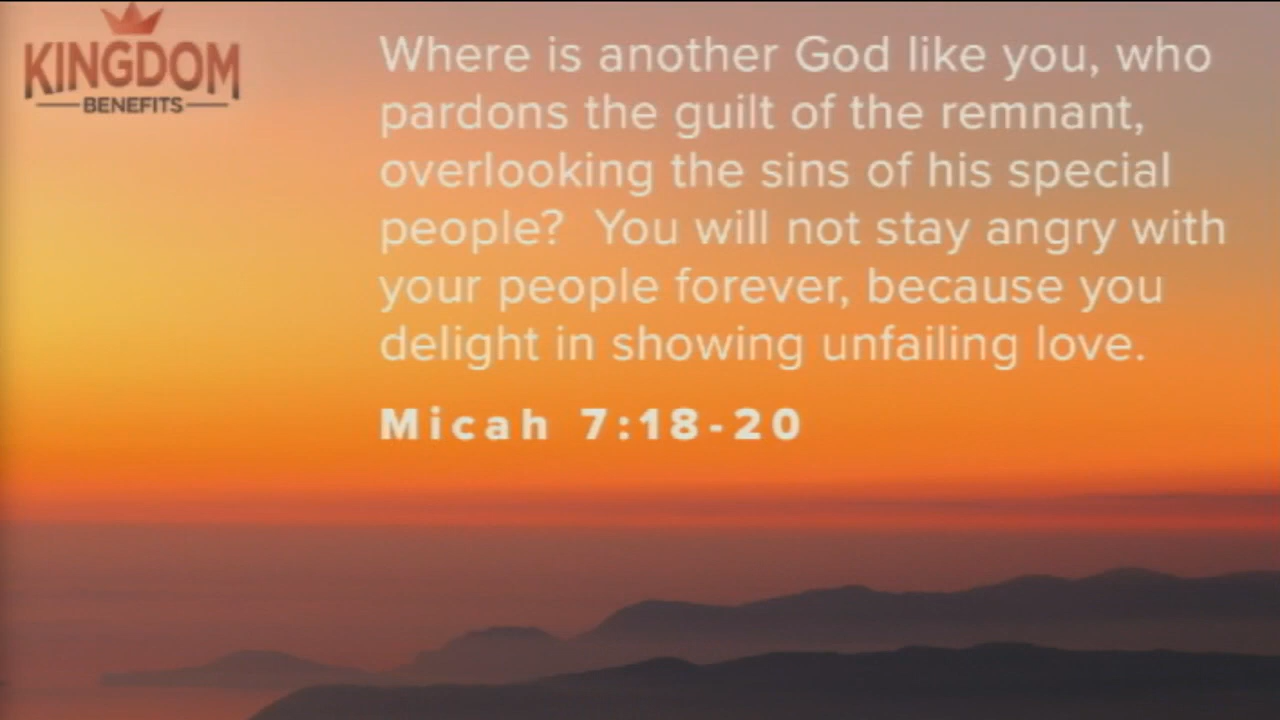 KINGDOM
BENEFITS
Where is another God like you, who
pardons the guilt of the remnant,
overlooking the sins of his special
people?  You will not stay angry with
your people forever, because you
delight in showing unfailing love.
Micah 7:18-20